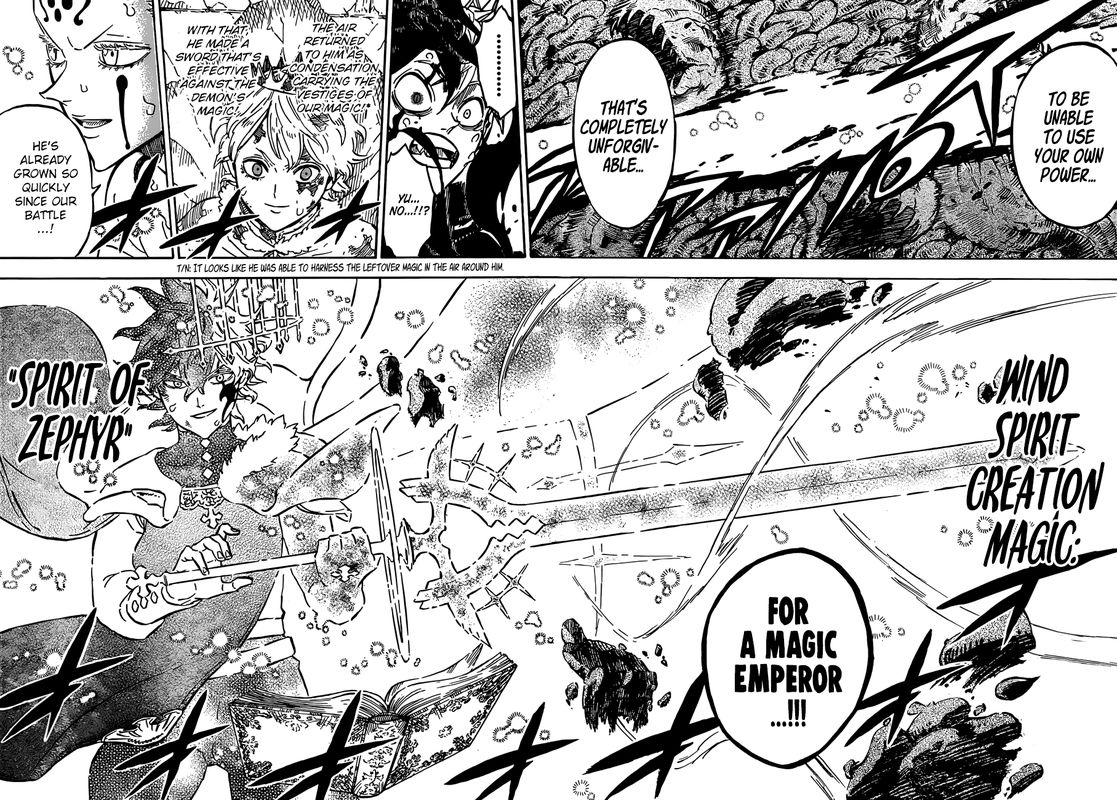 TO BE
UNABLE
TO USE
YOUR OWN
POWER...
THAT'S
COMPLETELY
UNFORGIV-
ABLE...
............
YU...
NO...!!?
THE AIR
RETURNED
TO HIM AS
CONDENSATION
CARRYING THE
VESTIGES OF
OUR MAGIC!
WITH THAT,
HE MADE A
SWORD THAT'S
EFFECTIVE
AGAINST THE
DEMON'S
MAGIC.
HE'S
ALREADY
GROWN SO
QUICKLY
SINCE OUR
BATTLE
...!
T/N: IT LOOKS LIKE HE WAS ABLE TO HARNESS THE LEFTOVER MAGIC IN THE AIR AROUND HIM.
WIND
SPIRIT
CREATION
MAGIC:
FOR
A MAGIC
EMPEROR
...!!!
"SPIRIT OF
ZEPHYR"